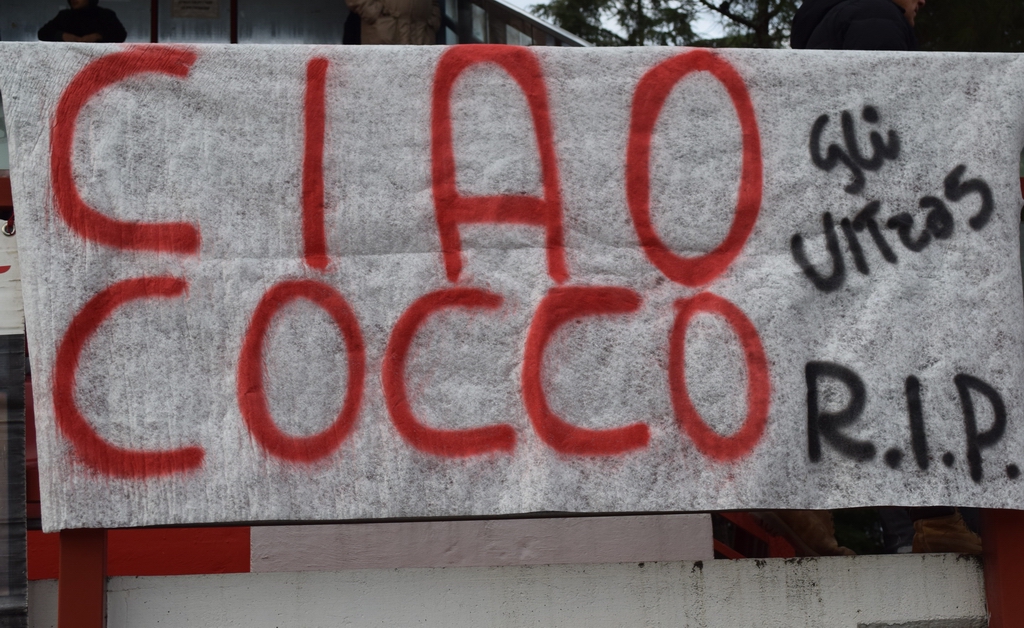 CIAO
COCCO
Gli
Ultras
R.I.P.